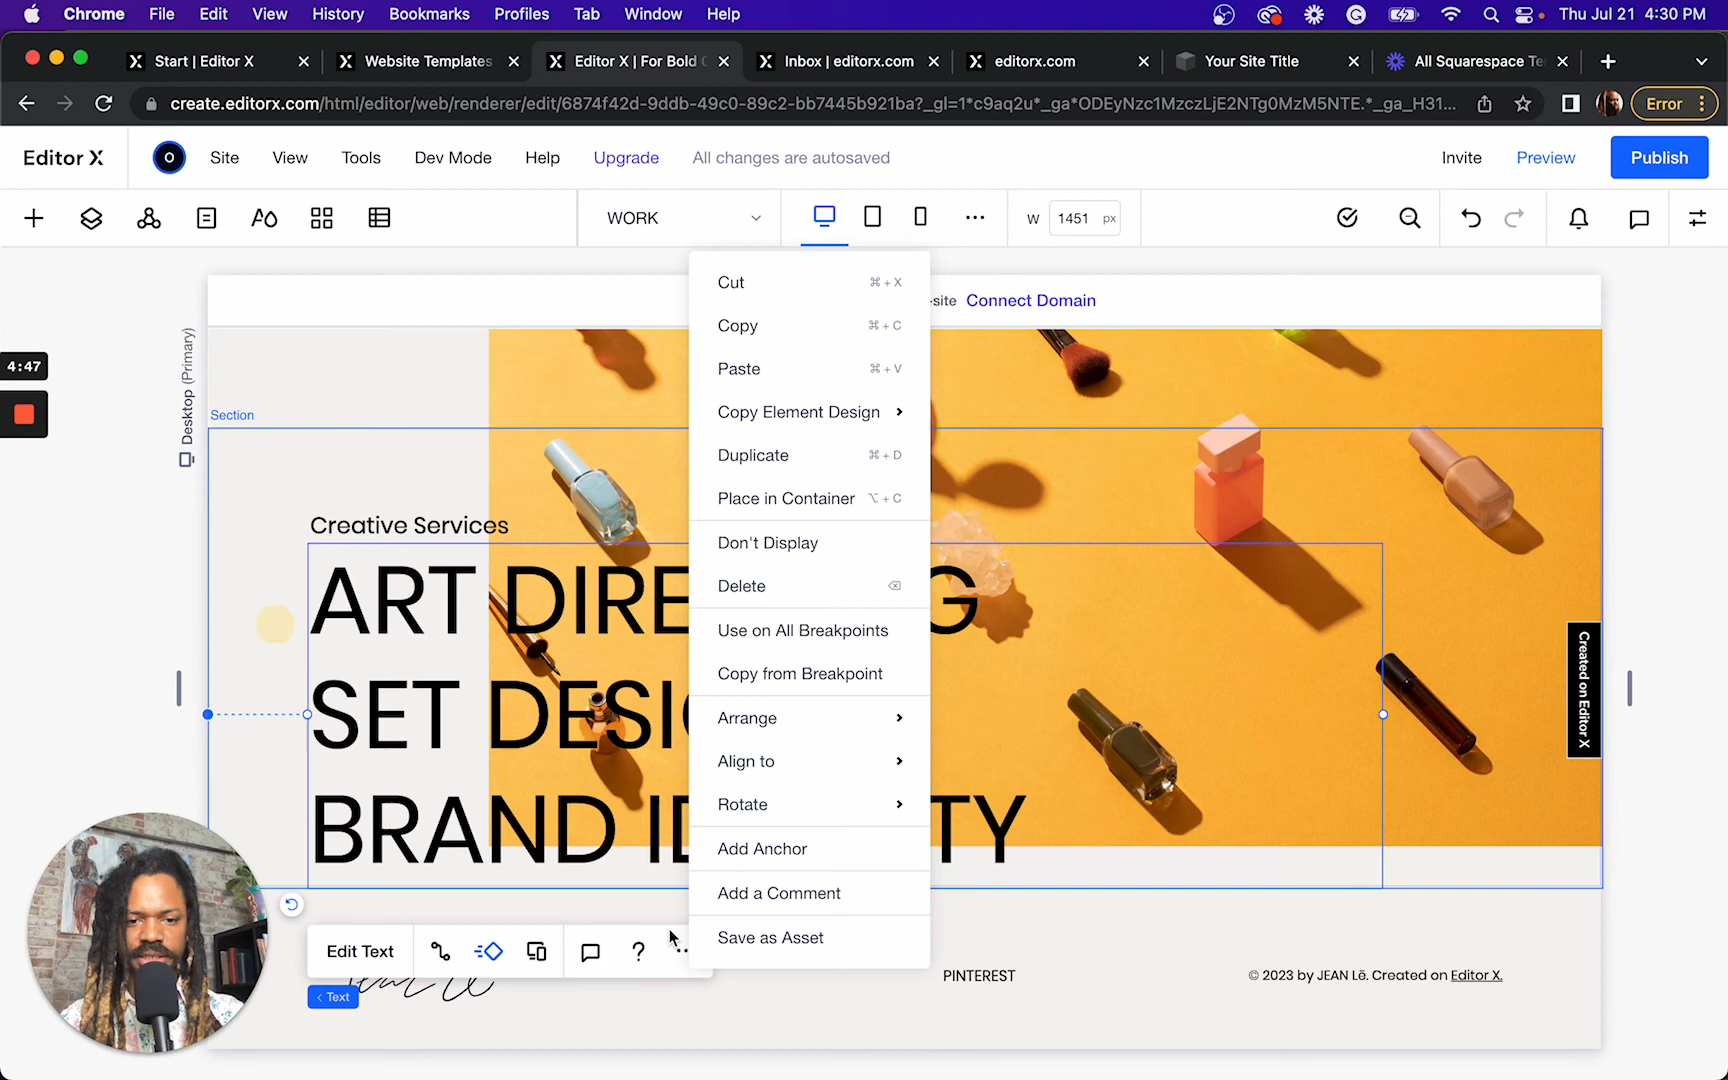 Chrome File Edit View History Bookmarks Profiles Tab Window Help Thu Jul 21 4:30 PM
Start | Editor X
Website Templates
Editor X | For Bold
Inbox | editorx.com
editorx.com
Your Site Title
All Squarespace Te
create.editorx.com/html/editor/web/renderer/edit/6874f42d-9ddb-49c0-89c2-bb7445b921ba?_gl=1*c9aq2u*_ga*ODEyNzc1MzczLjE2NTg0MzM5NTE.*_ga_H31...
Error
Editor X
O
Site View Tools Dev Mode Help Upgrade All changes are autosaved
Invite Preview Publish
WORK
W 1451 px
-site Connect Domain
Desktop (Primary)
4:47
Section
Cut ⌘ + X
Copy ⌘ + C
Paste ⌘ + V
Copy Element Design
Duplicate ⌘ + D
Place in Container ⌥ + C
Don't Display
Delete
Use on All Breakpoints
Copy from Breakpoint
Arrange
Align to
Rotate
Add Anchor
Add a Comment
Save as Asset
Creative Services
ART DIRE G
SET DESI
BRAND I TY
Created on Editor X
Edit Text
?
Text
PINTEREST
© 2023 by JEAN Lē. Created on Editor X.